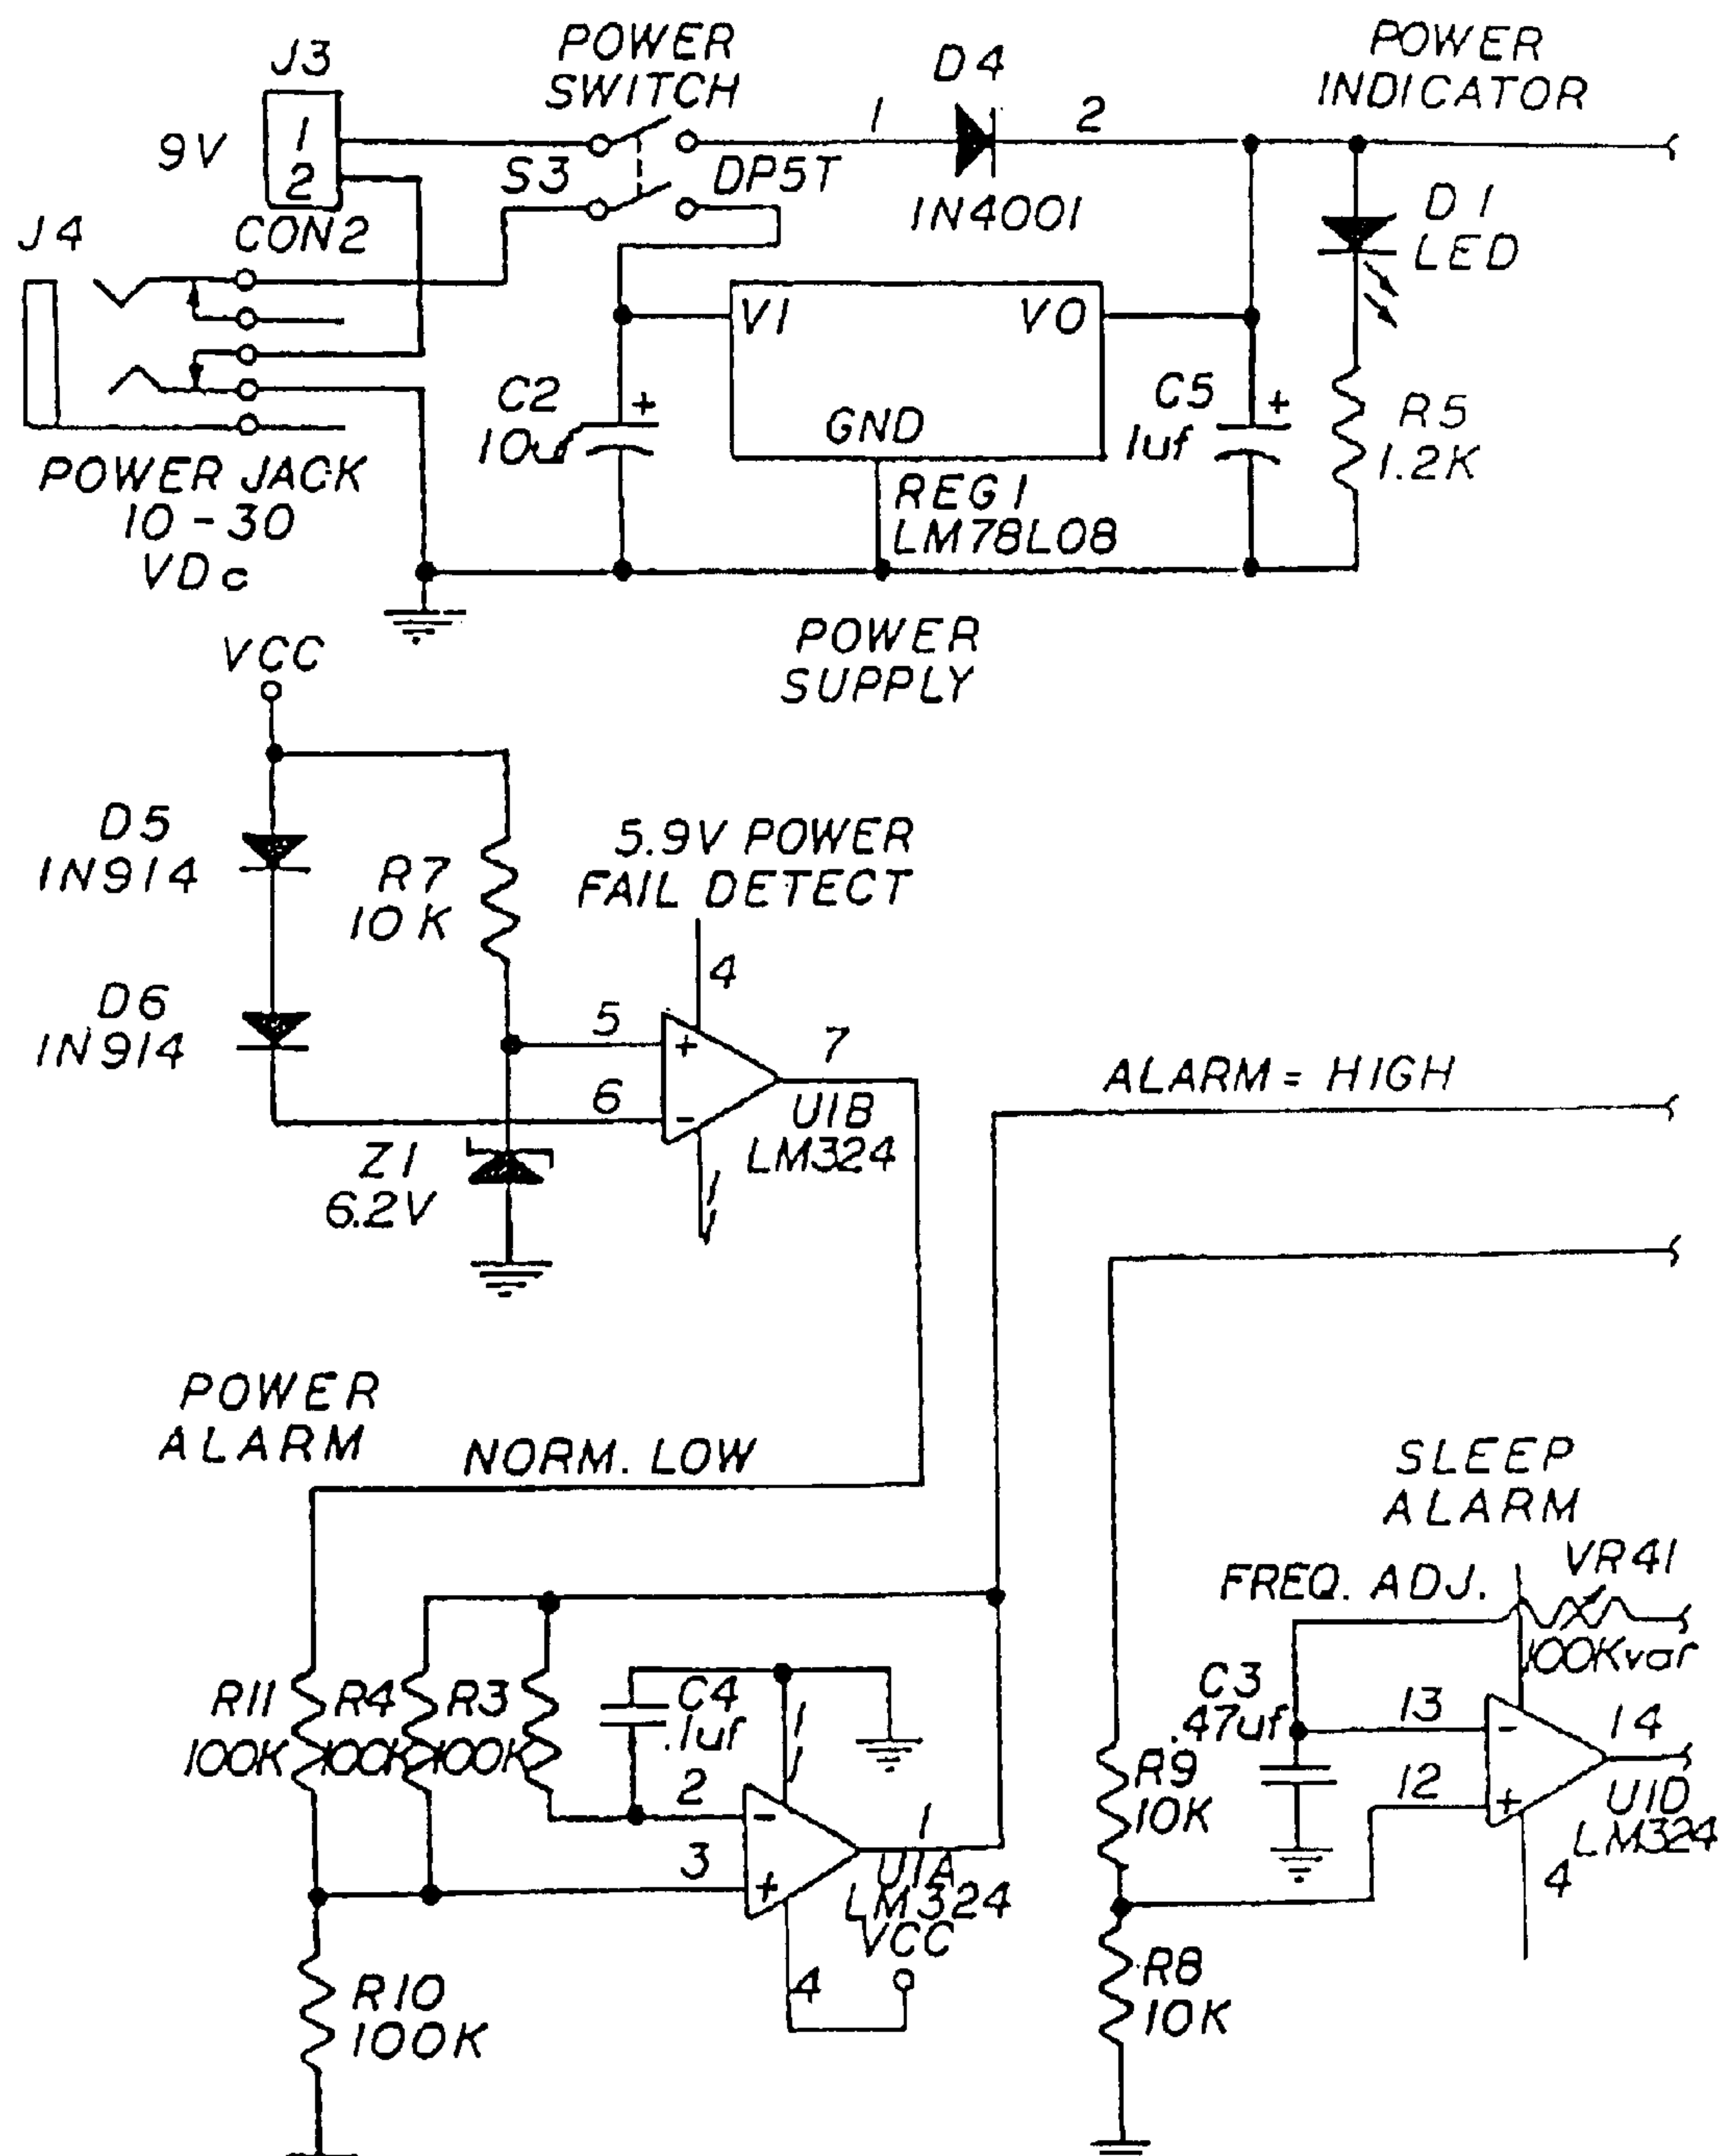 J3
POWER
SWITCH
D4
POWER
INDICATOR
9V
1
2
S3
DP5T
1
2
1N4001
J4
CON2
D1
LED
VI
VO
GND
C2
10uf
+
C5
1uf
+
R5
1.2K
POWER JACK
10-30
VDc
REG1
LM78L08
POWER
SUPPLY
VCC
D5
1N914
R7
10K
5.9V POWER
FAIL DETECT
4
D6
1N914
5
6
+
-
7
U1B
LM324
11
Z1
6.2V
ALARM = HIGH
POWER
ALARM
NORM. LOW
SLEEP
ALARM
FREQ. ADJ.
VR41
100Kvar
R11
100K
R4
100K
R3
100K
C4
.1uf
11
2
3
-
+
1
U1A
LM324
VCC
4
R10
100K
C3
.47uf
13
12
-
+
14
U1D
LM324
4
R9
10K
R8
10K